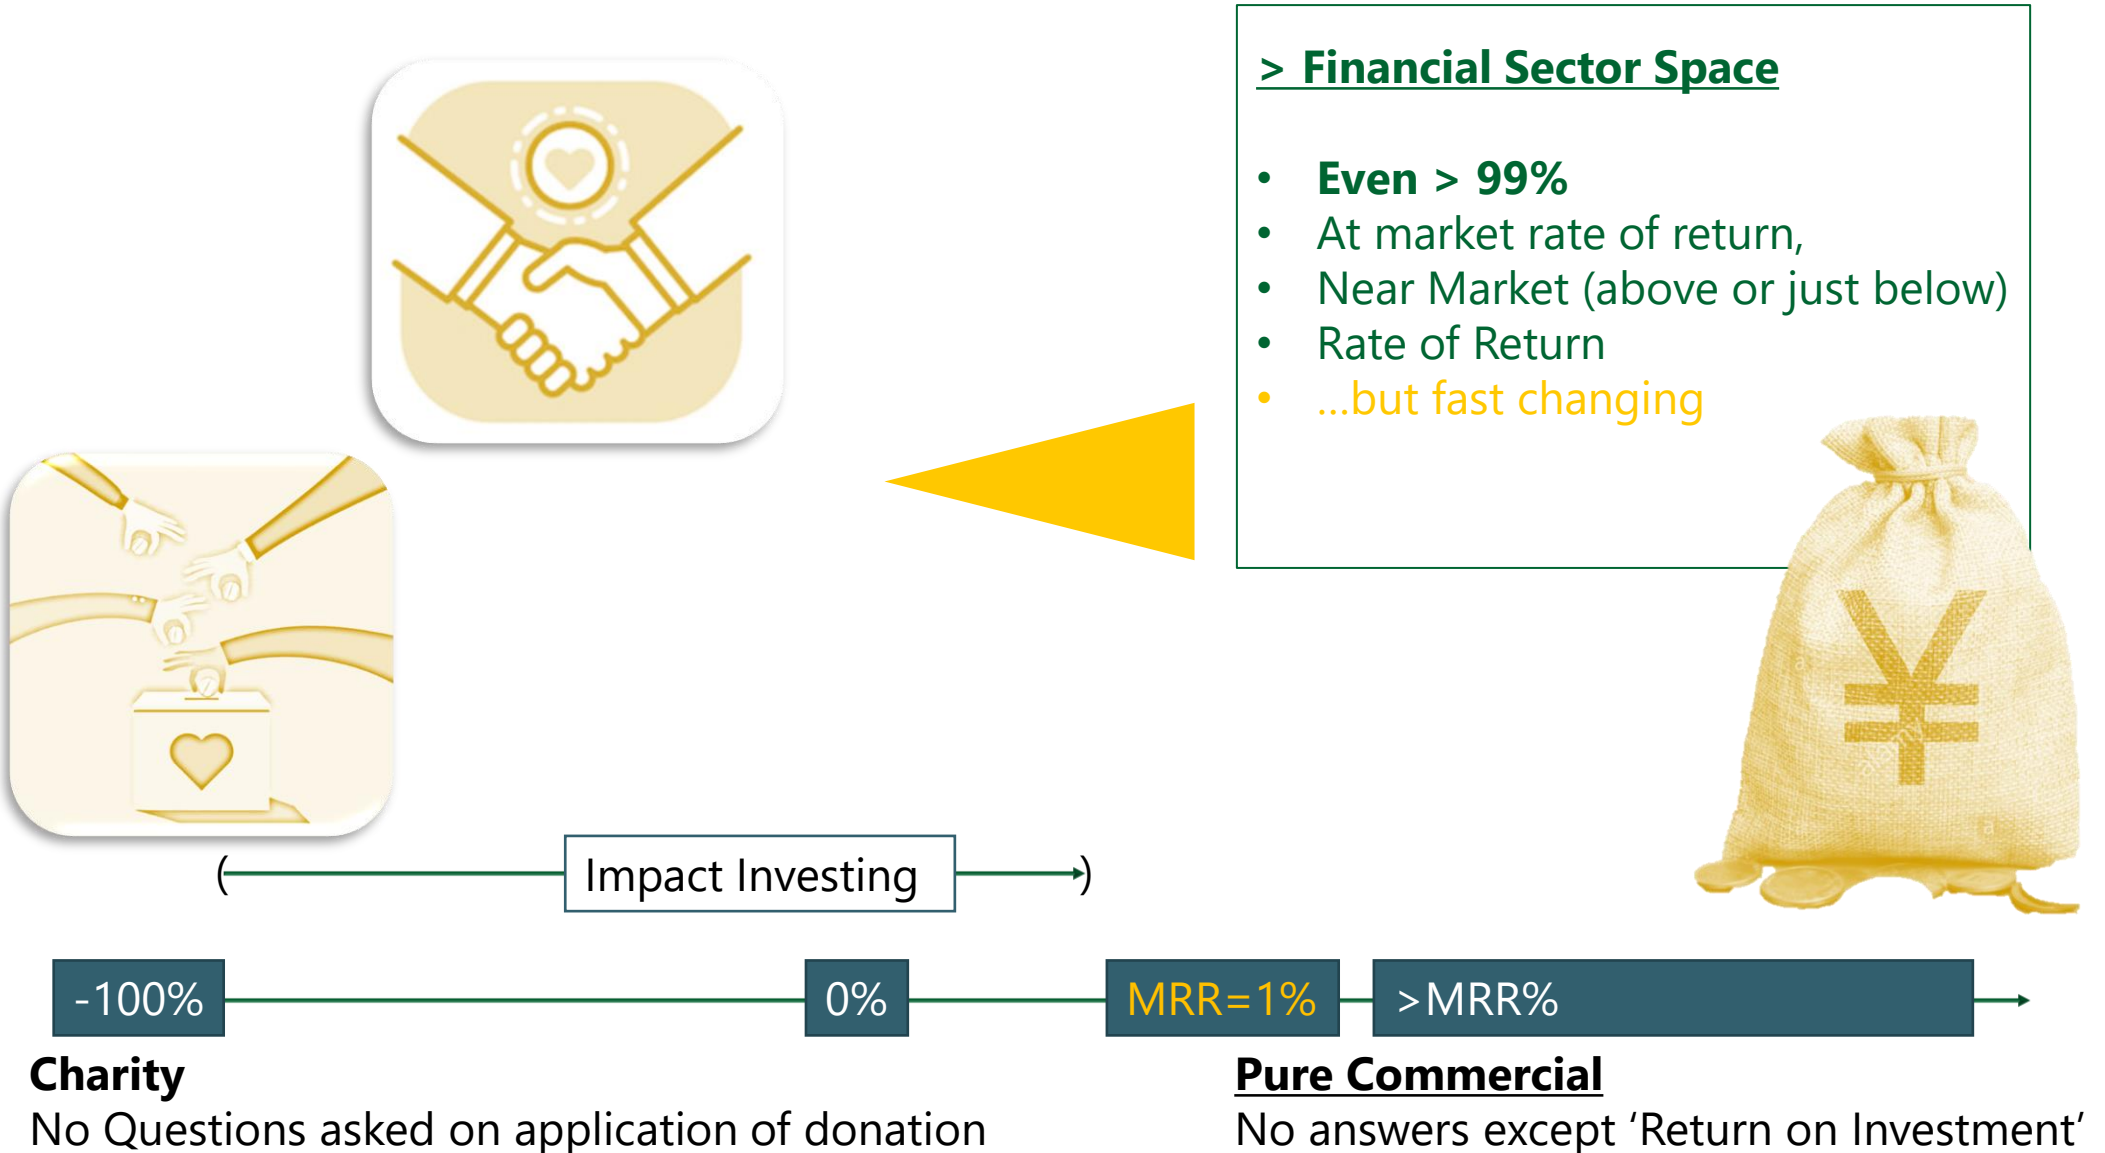 > Financial Sector Space
• Even > 99%
• At market rate of return,
• Near Market (above or just below)
• Rate of Return
• ...but fast changing
¥
alamy
( Impact Investing )
-100% 0% MRR=1% >MRR%
Charity
No Questions asked on application of donation
Pure Commercial
No answers except ‘Return on Investment’